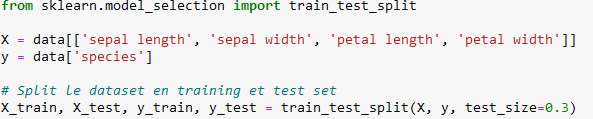 from sklearn.model_selection import train_test_split
X = data[['sepal length', 'sepal width', 'petal length', 'petal width']]
y = data['species']
# Split le dataset en training et test set
X_train, X_test, y_train, y_test = train_test_split(X, y, test_size=0.3)